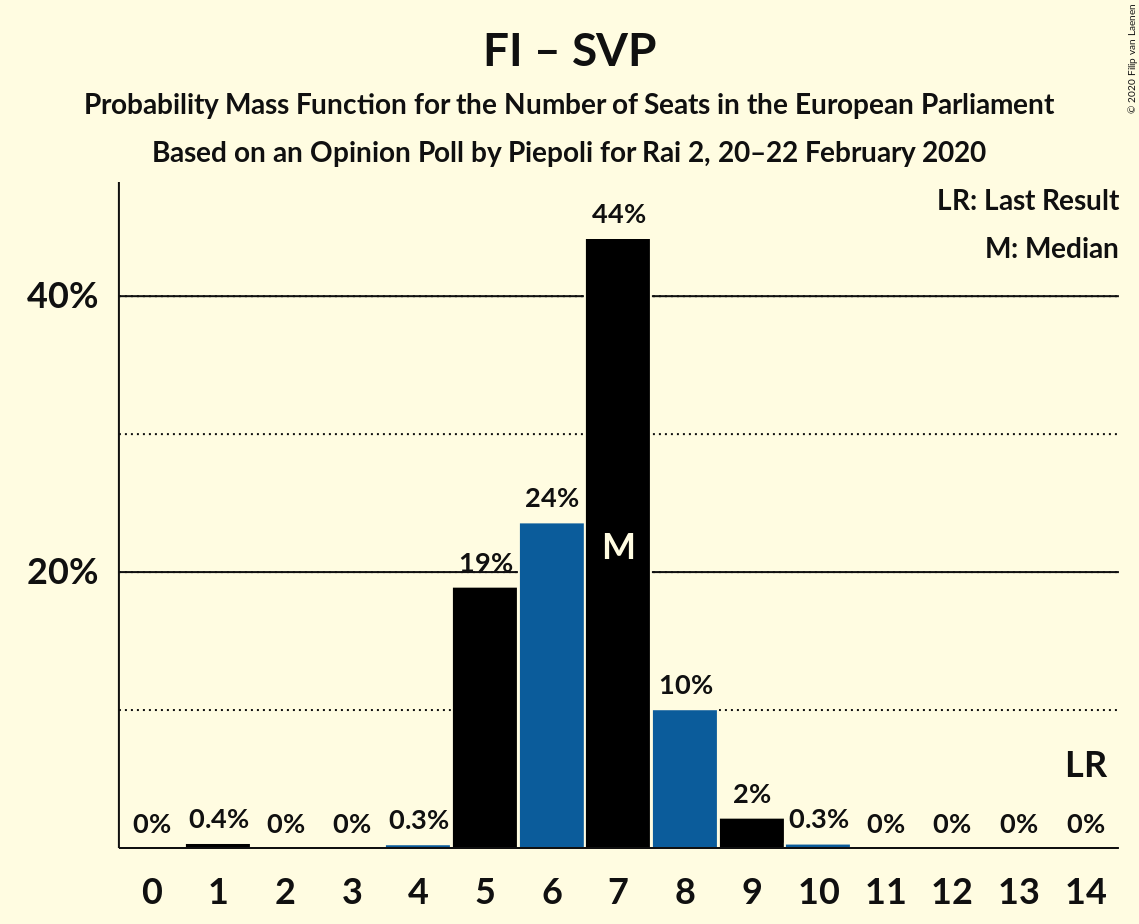 FI – SVP
Probability Mass Function for the Number of Seats in the European Parliament
Based on an Opinion Poll by Piepoli for Rai 2, 20–22 February 2020
© 2020 Filip van Laenen
LR: Last Result
M: Median
44%
40%
24%
M
19%
20%
10%
LR
2%
0% 0.4% 0% 0% 0.3% 0.3% 0% 0% 0% 0%
0 1 2 3 4 5 6 7 8 9 10 11 12 13 14